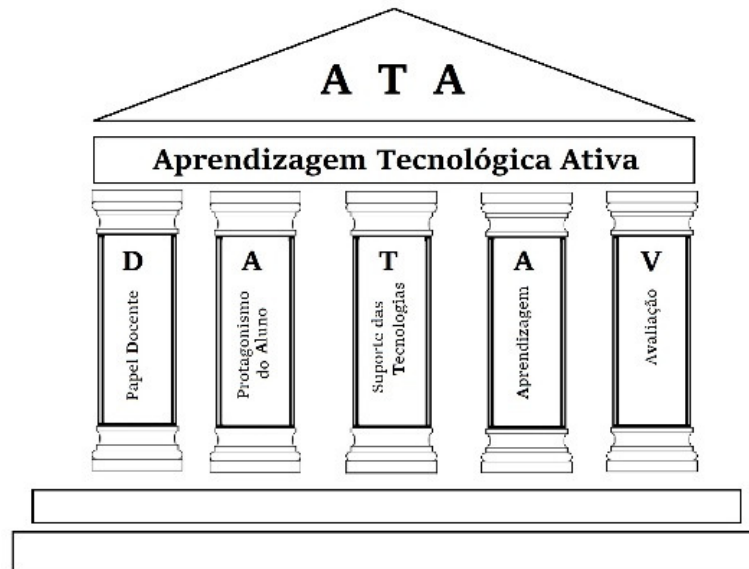 A T A
Aprendizagem Tecnológica Ativa
D
Papel Docente
A
Protagonismo
do Aluno
T
Suporte das
Tecnologias
A
Aprendizagem
V
Avaliação